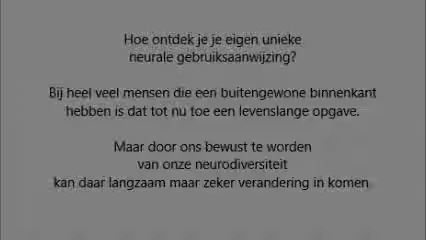 Hoe ontdek je je eigen unieke
neurale gebruiksaanwijzing?
Bij heel veel mensen die een buitengewone binnenkant
hebben is dat tot nu toe een levenslange opgave.
Maar door ons bewust te worden
van onze neurodiversiteit
kan daar langzaam maar zeker verandering in komen